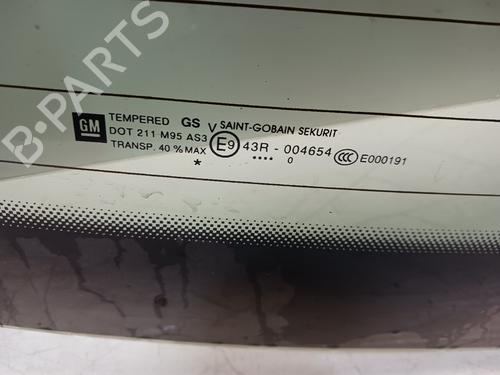 GM
TEMPERED GS V SAINT-GOBAIN SEKURIT
DOT 211 M95 AS3 E9 43R - 004654 CCC E000191
TRANSP. 40 % MAX
* •••• 0
B-PARTS